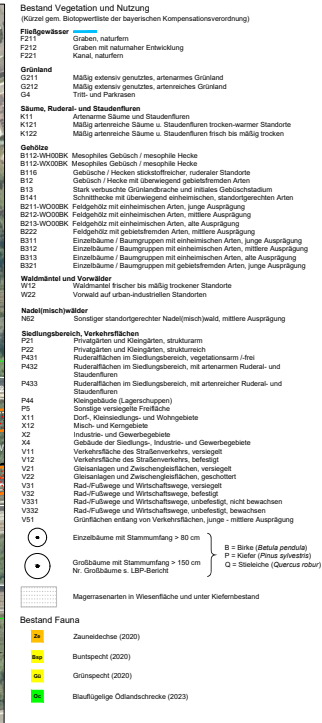 Bestand Vegetation und Nutzung
(Kürzel gem. Biotopwertliste der bayerischen Kompensationsverordnung)
Fließgewässer
F211 Graben, naturfern
F212 Graben mit naturnaher Entwicklung
F221 Kanal, naturfern
Grünland
G211 Mäßig extensiv genutztes, artenarmes Grünland
G212 Mäßig extensiv genutztes, artenreiches Grünland
G4 Tritt- und Parkrasen
Säume, Ruderal- und Staudenfluren
K11 Artenarme Säume und Staudenfluren
K121 Mäßig artenreiche Säume u. Staudenfluren trocken-warmer Standorte
K122 Mäßig artenreiche Säume u. Staudenfluren frisch bis mäßig trocken
Gehölze
B112-WH00BK Mesophiles Gebüsch / mesophile Hecke
B112-WX00BK Mesophiles Gebüsch / mesophile Hecke
B116 Gebüsche / Hecken stickstoffreicher, ruderaler Standorte
B12 Gebüsch / Hecke mit überwiegend gebietsfremden Arten
B13 Stark verbuschte Grünlandbrache und initiales Gebüschstadium
B141 Schnitthecke mit überwiegend einheimischen, standortgerechten Arten
B211-WO00BK Feldgehölz mit einheimischen Arten, junge Ausprägung
B212-WO00BK Feldgehölz mit einheimischen Arten, mittlere Ausprägung
B213-WO00BK Feldgehölz mit einheimischen Arten, alte Ausprägung
B222 Feldgehölz mit gebietsfremden Arten, mittlere Ausprägung
B311 Einzelbäume / Baumgruppen mit einheimischen Arten, junge Ausprägung
B312 Einzelbäume / Baumgruppen mit einheimischen Arten, mittlere Ausprägung
B313 Einzelbäume / Baumgruppen mit einheimischen Arten, alte Ausprägung
B321 Einzelbäume / Baumgruppen mit gebietsfremden Arten, junge Ausprägung
Waldmäntel und Vorwälder
W12 Waldmantel frischer bis mäßig trockener Standorte
W22 Vorwald auf urban-industriellen Standorten
Nadel(misch)wälder
N62 Sonstiger standortgerechter Nadel(misch)wald, mittlere Ausprägung
Siedlungsbereich, Verkehrsflächen
P21 Privatgärten und Kleingärten, strukturarm
P22 Privatgärten und Kleingärten, strukturreich
P431 Ruderalflächen im Siedlungsbereich, vegetationsarm /-frei
P432 Ruderalflächen im Siedlungsbereich, mit artenarmen Ruderal- und
Staudenfluren
P433 Ruderalflächen im Siedlungsbereich, mit artenreicher Ruderal- und
Staudenfluren
P44 Kleingebäude (Lagerschuppen)
P5 Sonstige versiegelte Freifläche
X11 Dorf-, Kleinsiedlungs- und Wohngebiete
X12 Misch- und Kerngebiete
X2 Industrie- und Gewerbegebiete
X4 Gebäude der Siedlungs-, Industrie- und Gewerbegebiete
V11 Verkehrsflächen des Straßenverkehrs, versiegelt
V12 Verkehrsflächen des Straßenverkehrs, befestigt
V21 Gleisanlagen und Zwischengleisflächen, versiegelt
V22 Gleisanlagen und Zwischengleisflächen, geschottert
V31 Rad-/Fußwege und Wirtschaftswege, versiegelt
V32 Rad-/Fußwege und Wirtschaftswege, befestigt
V331 Rad-/Fußwege und Wirtschaftswege, unbefestigt, nicht bewachsen
V332 Rad-/Fußwege und Wirtschaftswege, unbefestigt, bewachsen
V51 Grünflächen entlang von Verkehrsflächen, junge - mittlere Ausprägung
Einzelbäume mit Stammumfang > 80 cm
B = Birke (Betula pendula)
P = Kiefer (Pinus sylvestris)
Q = Stieleiche (Quercus robur)
Großbäume mit Stammumfang > 150 cm
Nr. Großbäume s. LBP-Bericht
Magerrasenarten in Wiesenfläche und unter Kiefernbestand
Bestand Fauna
Ze Zauneidechse (2020)
Bsp Buntspecht (2020)
Gü Grünspecht (2020)
Oc Blauflügelige Ödlandschrecke (2023)